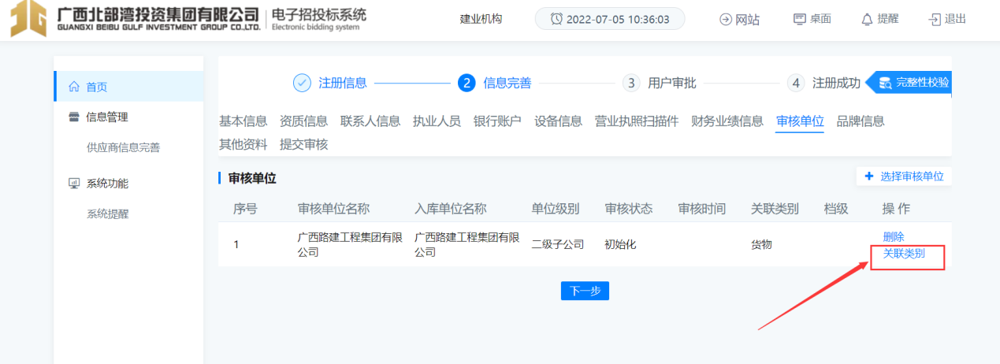 广西北部湾投资集团有限公司 电子招投标系统 建业机构 2022-07-05 10:36:03 网站 桌面 提醒 退出
GUANGXI BEIBU GULF INVESTMENT GROUP CO.,LTD. Electronic bidding system
注册信息 2 信息完善 3 用户审批 4 注册成功 完整性校验
首页
信息管理
供应商信息完善
系统功能
系统提醒
基本信息 资质信息 联系人信息 执业人员 银行账户 设备信息 营业执照扫描件 财务业绩信息 审核单位 品牌信息
其他资料 提交审核
审核单位 选择审核单位
序号 审核单位名称 入库单位名称 单位级别 审核状态 审核时间 关联类别 档级 操 作
1 广西路建工程集团有限 广西路建工程集团有限 二级子公司 初始化 货物 删除
公司 公司 关联类别
下一步